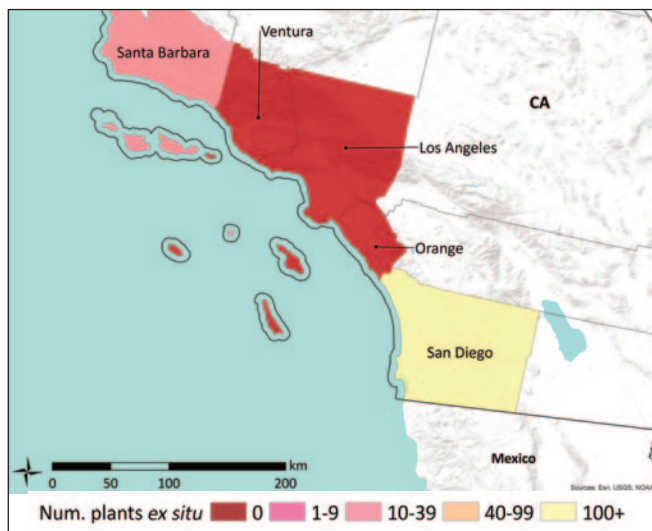 Ventura
Santa Barbara
CA
Los Angeles
Orange
San Diego
Mexico
km
0 50 100 200
Sources: Esri, USGS, NOAA
Num. plants ex situ 0 1-9 10-39 40-99 100+